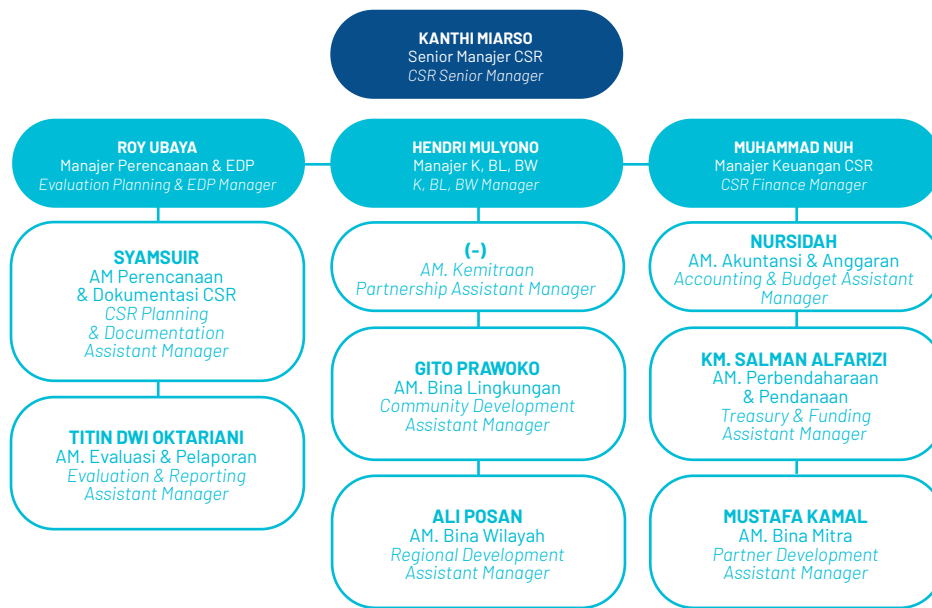 KANTHI MIARSO
Senior Manajer CSR
CSR Senior Manager
ROY UBAYA
Manajer Perencanaan & EDP
Evaluation Planning & EDP Manager
HENDRI MULYONO
Manajer K, BL, BW
K, BL, BW Manager
MUHAMMAD NUH
Manajer Keuangan CSR
CSR Finance Manager
SYAMSUIR
AM Perencanaan
& Dokumentasi CSR
CSR Planning
& Documentation
Assistant Manager
TITIN DWI OKTARIANI
AM. Evaluasi & Pelaporan
Evaluation & Reporting
Assistant Manager
(-)
AM. Kemitraan
Partnership Assistant Manager
GITO PRAWOKO
AM. Bina Lingkungan
Community Development
Assistant Manager
ALI POSAN
AM. Bina Wilayah
Regional Development
Assistant Manager
NURSIDAH
AM. Akuntansi & Anggaran
Accounting & Budget Assistant
Manager
KM. SALMAN ALFARIZI
AM. Perbendaharaan
& Pendanaan
Treasury & Funding
Assistant Manager
MUSTAFA KAMAL
AM. Bina Mitra
Partner Development
Assistant Manager